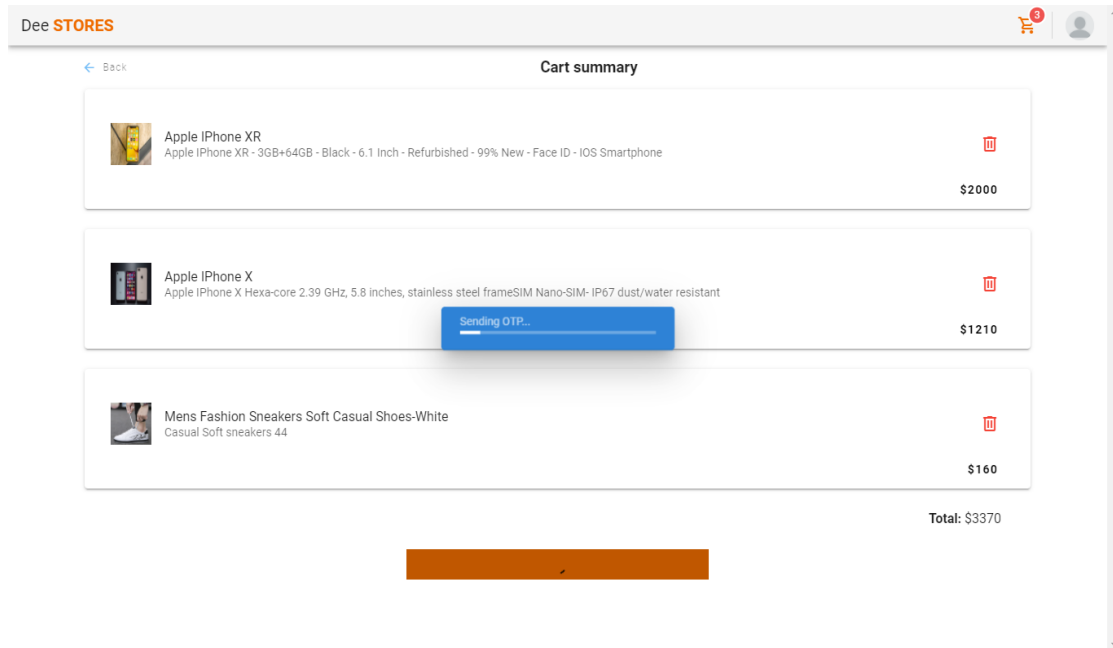 Dee STORES
3
Back
Cart summary
Apple IPhone XR
Apple IPhone XR - 3GB+64GB - Black - 6.1 Inch - Refurbished - 99% New - Face ID - IOS Smartphone
$2000
Apple IPhone X
Apple IPhone X Hexa-core 2.39 GHz, 5.8 inches, stainless steel frameSIM Nano-SIM- IP67 dust/water resistant
Sending OTP...
$1210
Mens Fashion Sneakers Soft Casual Shoes-White
Casual Soft sneakers 44
$160
Total: $3370